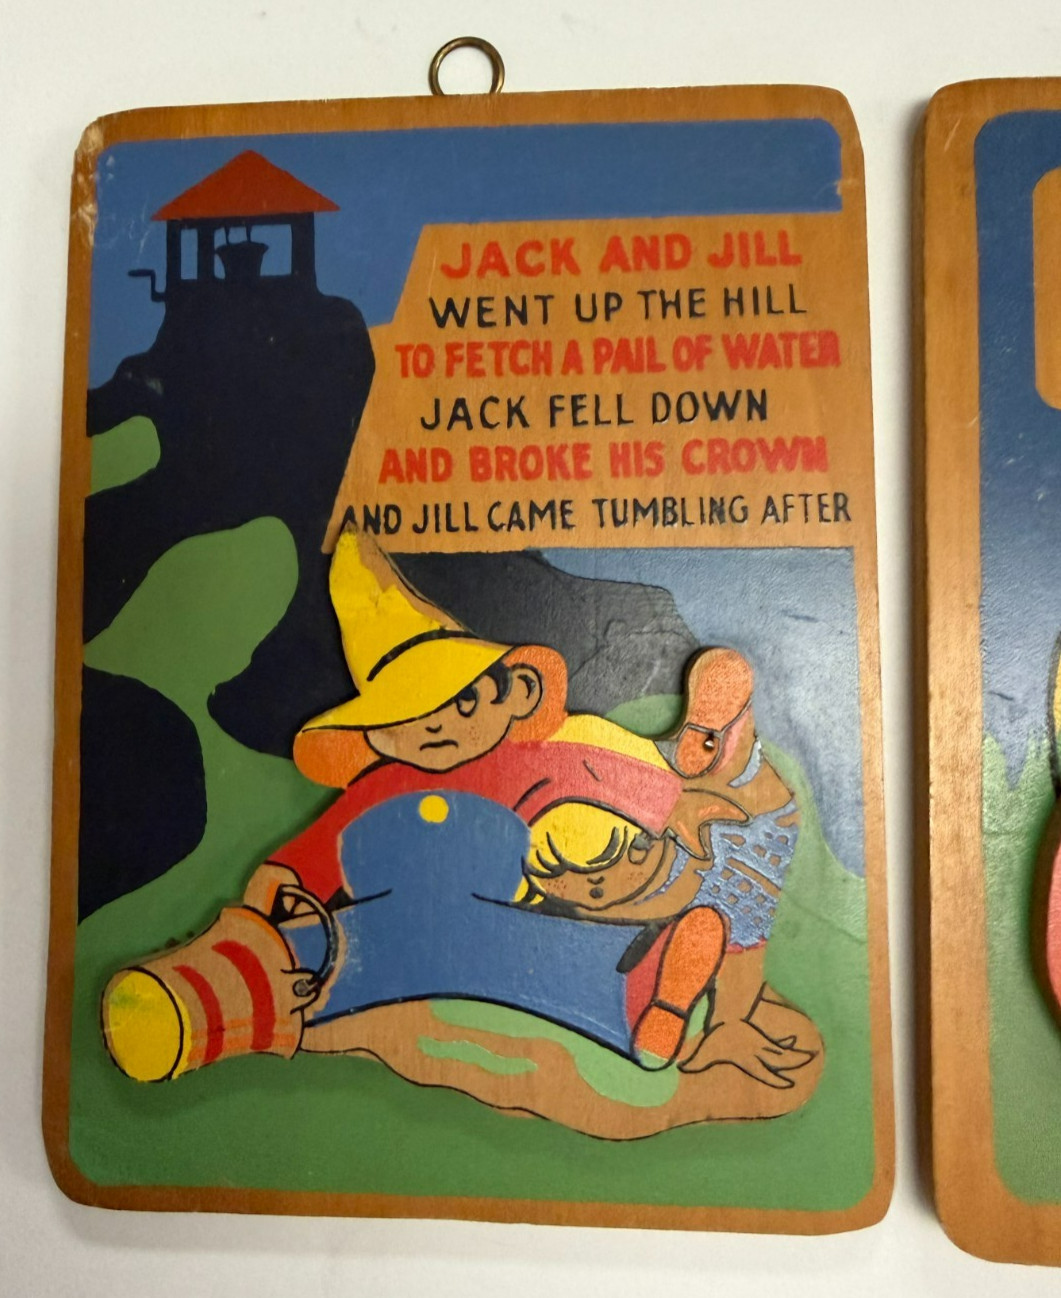 JACK AND JILL
WENT UP THE HILL
TO FETCH A PAIL OF WATER
JACK FELL DOWN
AND BROKE HIS CROWN
AND JILL CAME TUMBLING AFTER